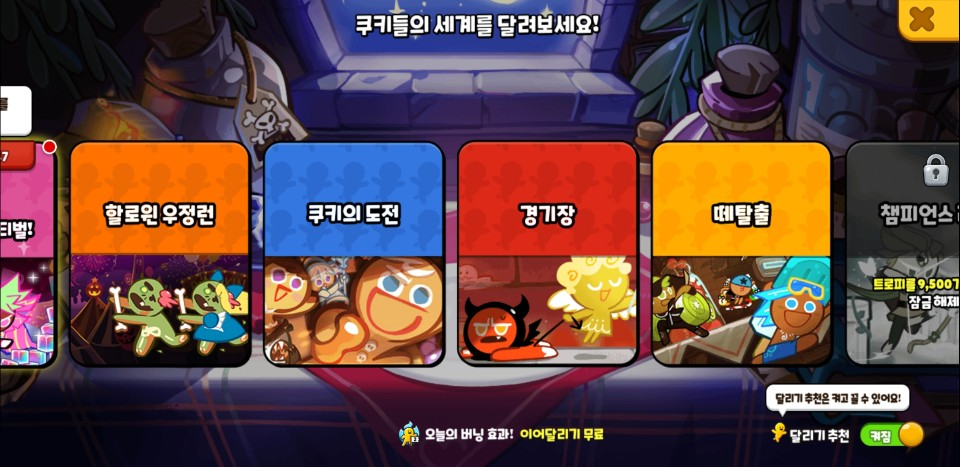 쿠키들의 세계를 달려보세요!
를
7
티벌!
할로윈 우정런
쿠키의 도전
경기장
떼탈출
챔피언스
트로피를 9,500
잠금 해제
달리기 추천은 켜고 끌 수 있어요!
오늘의 버닝 효과! 이어달리기 무료
달리기 추천 켜짐